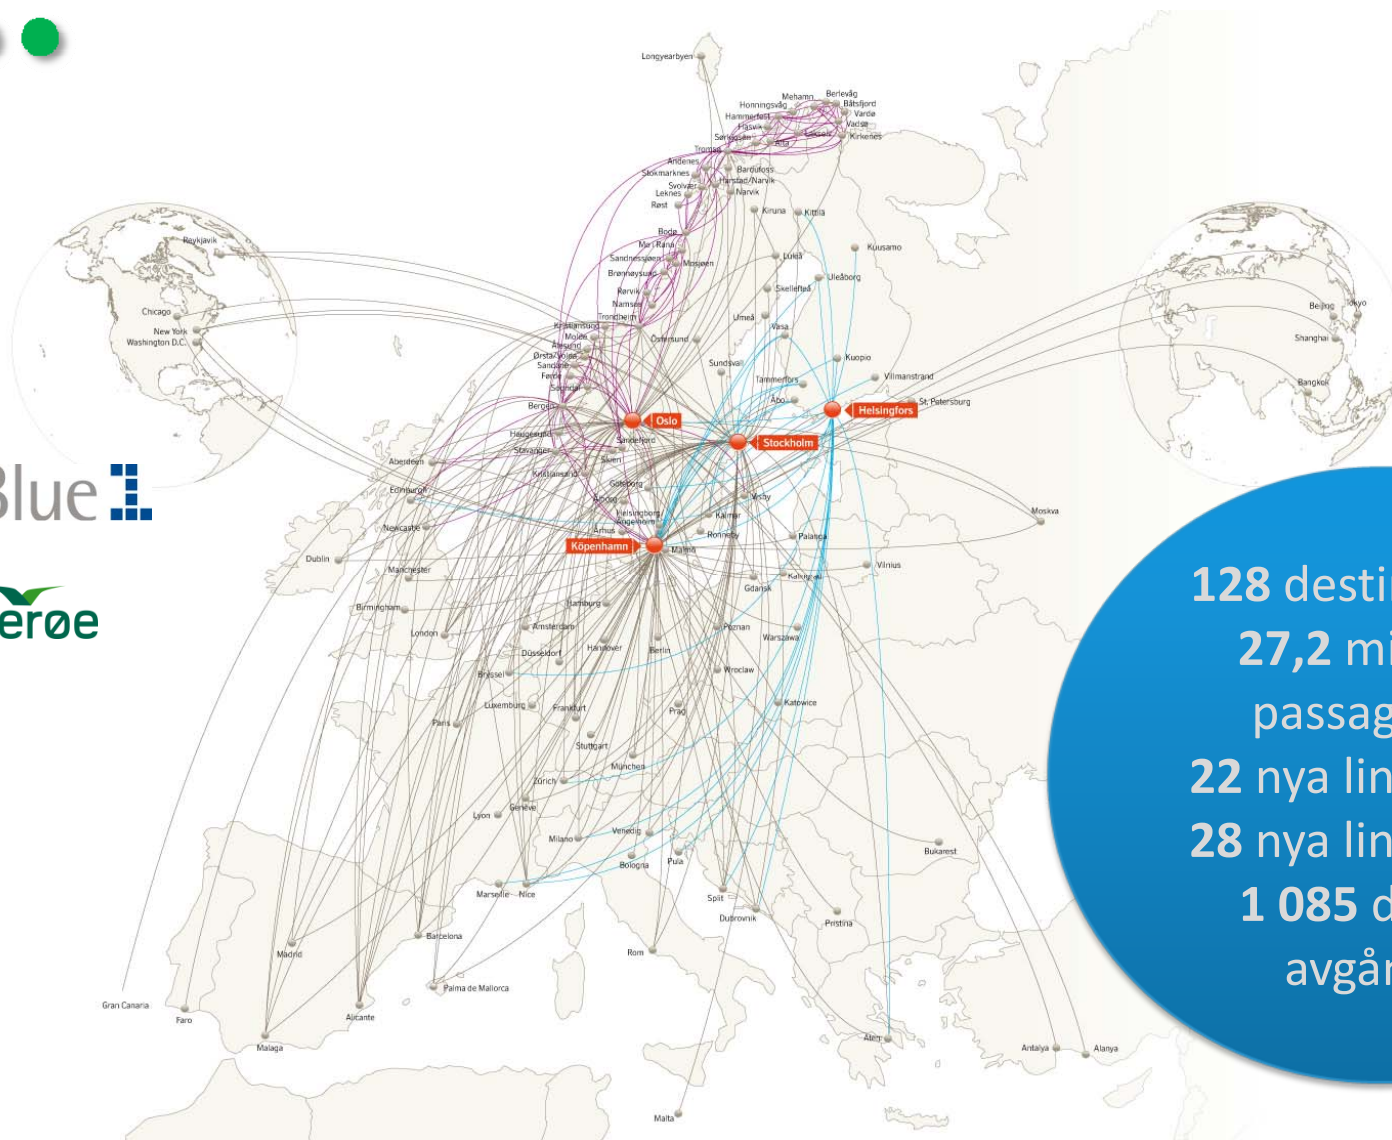 Longyearbyen
Mehamn
Berlevåg
Honningsvåg
Båtsfjord
Hammerfest
Vardø
Hasvik
Vadsø
Kirkenes
Lakselv
Alta
Tromsø
Andenes
Bardufoss
Stokmarknes
Harstad/Narvik
Svolvær
Narvik
Leknes
Røst
Kiruna
Kittilä
Bodø
Reykjavik
Mo i Rana
Kuusamo
Sandnessjøen
Mosjøen
Luleå
Brønnøysund
Uleåborg
Rørvik
Skellefteå
Namsos
Beijing
Tokyo
Chicago
Trondheim
Umeå
New York
Kristiansund
Vasa
Washington D.C.
Molde
Östersund
Shanghai
Ålesund
Ørsta/Volda
Kuopio
Sandane
Sundsvall
Førde
Tammerfors
Villmanstrand
Bangkok
Sogndal
Åbo
St. Petersburg
Bergen
Helsingfors
Oslo
Haugesund
Sandefjord
Stockholm
Stavanger
Skien
Aberdeen
Kristiansand
Göteborg
Edinburgh
Ålborg
Visby
Blue1
Helsingborg
Ängelholm
Kalmar
Moskva
Newcastle
Århus
Ronneby
Palanga
Köpenhamn
Malmö
Dublin
Vilnius
Manchester
Kaliningrad
Gdansk
128 desti
Birmingham
Hamburg
erøe
London
Amsterdam
Poznan
Warszawa
27,2 mi
Hannover
Berlin
Düsseldorf
Bryssel
Wroclaw
Luxemburg
Frankfurt
Prag
Katowice
passag
Paris
Stuttgart
München
22 nya lin
Zürich
Genève
Lyon
Venedig
Milano
28 nya lin
Bologna
Pula
Bukarest
Marseille
Nice
Split
1 085 d
Dubrovnik
Pristina
Barcelona
Madrid
Rom
avgår
Palma de Mallorca
Gran Canaria
Faro
Alicante
Aten
Malaga
Antalya
Alanya
Malta